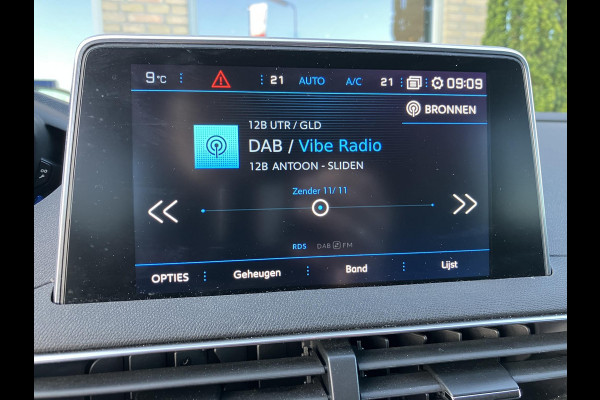 9°C 21 AUTO A/C 21 09:09
BRONNEN
12B UTR / GLD
DAB / Vibe Radio
12B ANTOON - SLIDEN
Zender 11/ 11
RDS DAB FM
OPTIES Geheugen Band Lijst